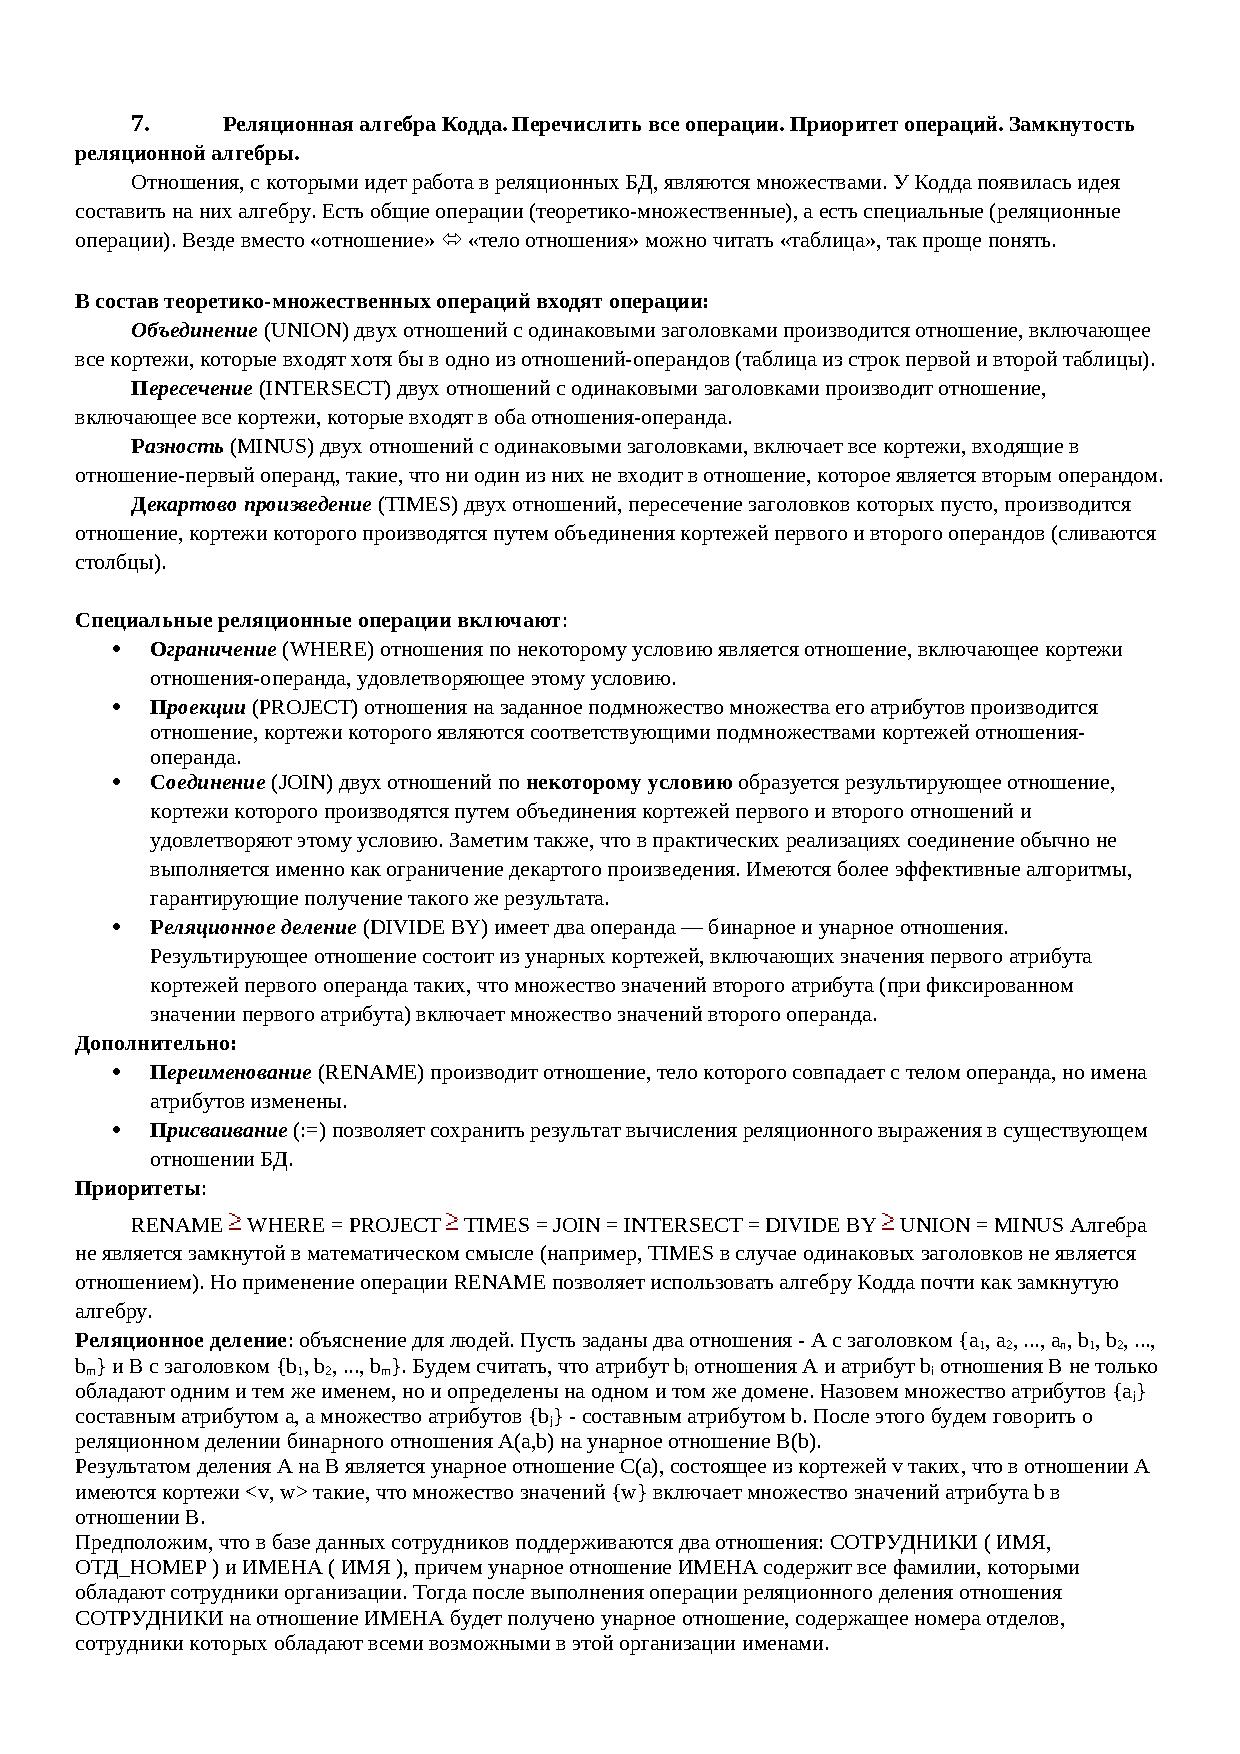 7. Реляционная алгебра Кодда. Перечислить все операции. Приоритет операций. Замкнутость
реляционной алгебры.
Отношения, с которыми идет работа в реляционных БД, являются множествами. У Кодда появилась идея
составить на них алгебру. Есть общие операции (теоретико-множественные), а есть специальные (реляционные
операции). Везде вместо «отношение» ⬄ «тело отношения» можно читать «таблица», так проще понять.
В состав теоретико-множественных операций входят операции:
Объединение (UNION) двух отношений с одинаковыми заголовками производится отношение, включающее
все кортежи, которые входят хотя бы в одно из отношений-операндов (таблица из строк первой и второй таблицы).
Пересечение (INTERSECT) двух отношений с одинаковыми заголовками производит отношение,
включающее все кортежи, которые входят в оба отношения-операнда.
Разность (MINUS) двух отношений с одинаковыми заголовками, включает все кортежи, входящие в
отношение-первый операнд, такие, что ни один из них не входит в отношение, которое является вторым операндом.
Декартово произведение (TIMES) двух отношений, пересечение заголовков которых пусто, производится
отношение, кортежи которого производятся путем объединения кортежей первого и второго операндов (сливаются
столбцы).
Специальные реляционные операции включают:
• Ограничение (WHERE) отношения по некоторому условию является отношение, включающее кортежи
отношения-операнда, удовлетворяющее этому условию.
• Проекции (PROJECT) отношения на заданное подмножество множества его атрибутов производится
отношение, кортежи которого являются соответствующими подмножествами кортежей отношения-
операнда.
• Соединение (JOIN) двух отношений по некоторому условию образуется результирующее отношение,
кортежи которого производятся путем объединения кортежей первого и второго отношений и
удовлетворяют этому условию. Заметим также, что в практических реализациях соединение обычно не
выполняется именно как ограничение декартого произведения. Имеются более эффективные алгоритмы,
гарантирующие получение такого же результата.
• Реляционное деление (DIVIDE BY) имеет два операнда — бинарное и унарное отношения.
Результирующее отношение состоит из унарных кортежей, включающих значения первого атрибута
кортежей первого операнда таких, что множество значений второго атрибута (при фиксированном
значении первого атрибута) включает множество значений второго операнда.
Дополнительно:
• Переименование (RENAME) производит отношение, тело которого совпадает с телом операнда, но имена
атрибутов изменены.
• Присваивание (:=) позволяет сохранить результат вычисления реляционного выражения в существующем
отношении БД.
Приоритеты:
RENAME ≥ WHERE = PROJECT ≥ TIMES = JOIN = INTERSECT = DIVIDE BY ≥ UNION = MINUS Алгебра
не является замкнутой в математическом смысле (например, TIMES в случае одинаковых заголовков не является
отношением). Но применение операции RENAME позволяет использовать алгебру Кодда почти как замкнутую
алгебру.
Реляционное деление: объяснение для людей. Пусть заданы два отношения - A с заголовком {a₁, a₂, ..., aₙ, b₁, b₂, ...,
bₘ} и B с заголовком {b₁, b₂, ..., bₘ}. Будем считать, что атрибут bᵢ отношения A и атрибут bᵢ отношения B не только
обладают одним и тем же именем, но и определены на одном и том же домене. Назовем множество атрибутов {aⱼ}
составным атрибутом a, а множество атрибутов {bⱼ} - составным атрибутом b. После этого будем говорить о
реляционном делении бинарного отношения A(a,b) на унарное отношение B(b).
Результатом деления A на B является унарное отношение C(a), состоящее из кортежей v таких, что в отношении A
имеются кортежи <v, w> такие, что множество значений {w} включает множество значений атрибута b в
отношении B.
Предположим, что в базе данных сотрудников поддерживаются два отношения: СОТРУДНИКИ ( ИМЯ,
ОТД_НОМЕР ) и ИМЕНА ( ИМЯ ), причем унарное отношение ИМЕНА содержит все фамилии, которыми
обладают сотрудники организации. Тогда после выполнения операции реляционного деления отношения
СОТРУДНИКИ на отношение ИМЕНА будет получено унарное отношение, содержащее номера отделов,
сотрудники которых обладают всеми возможными в этой организации именами.